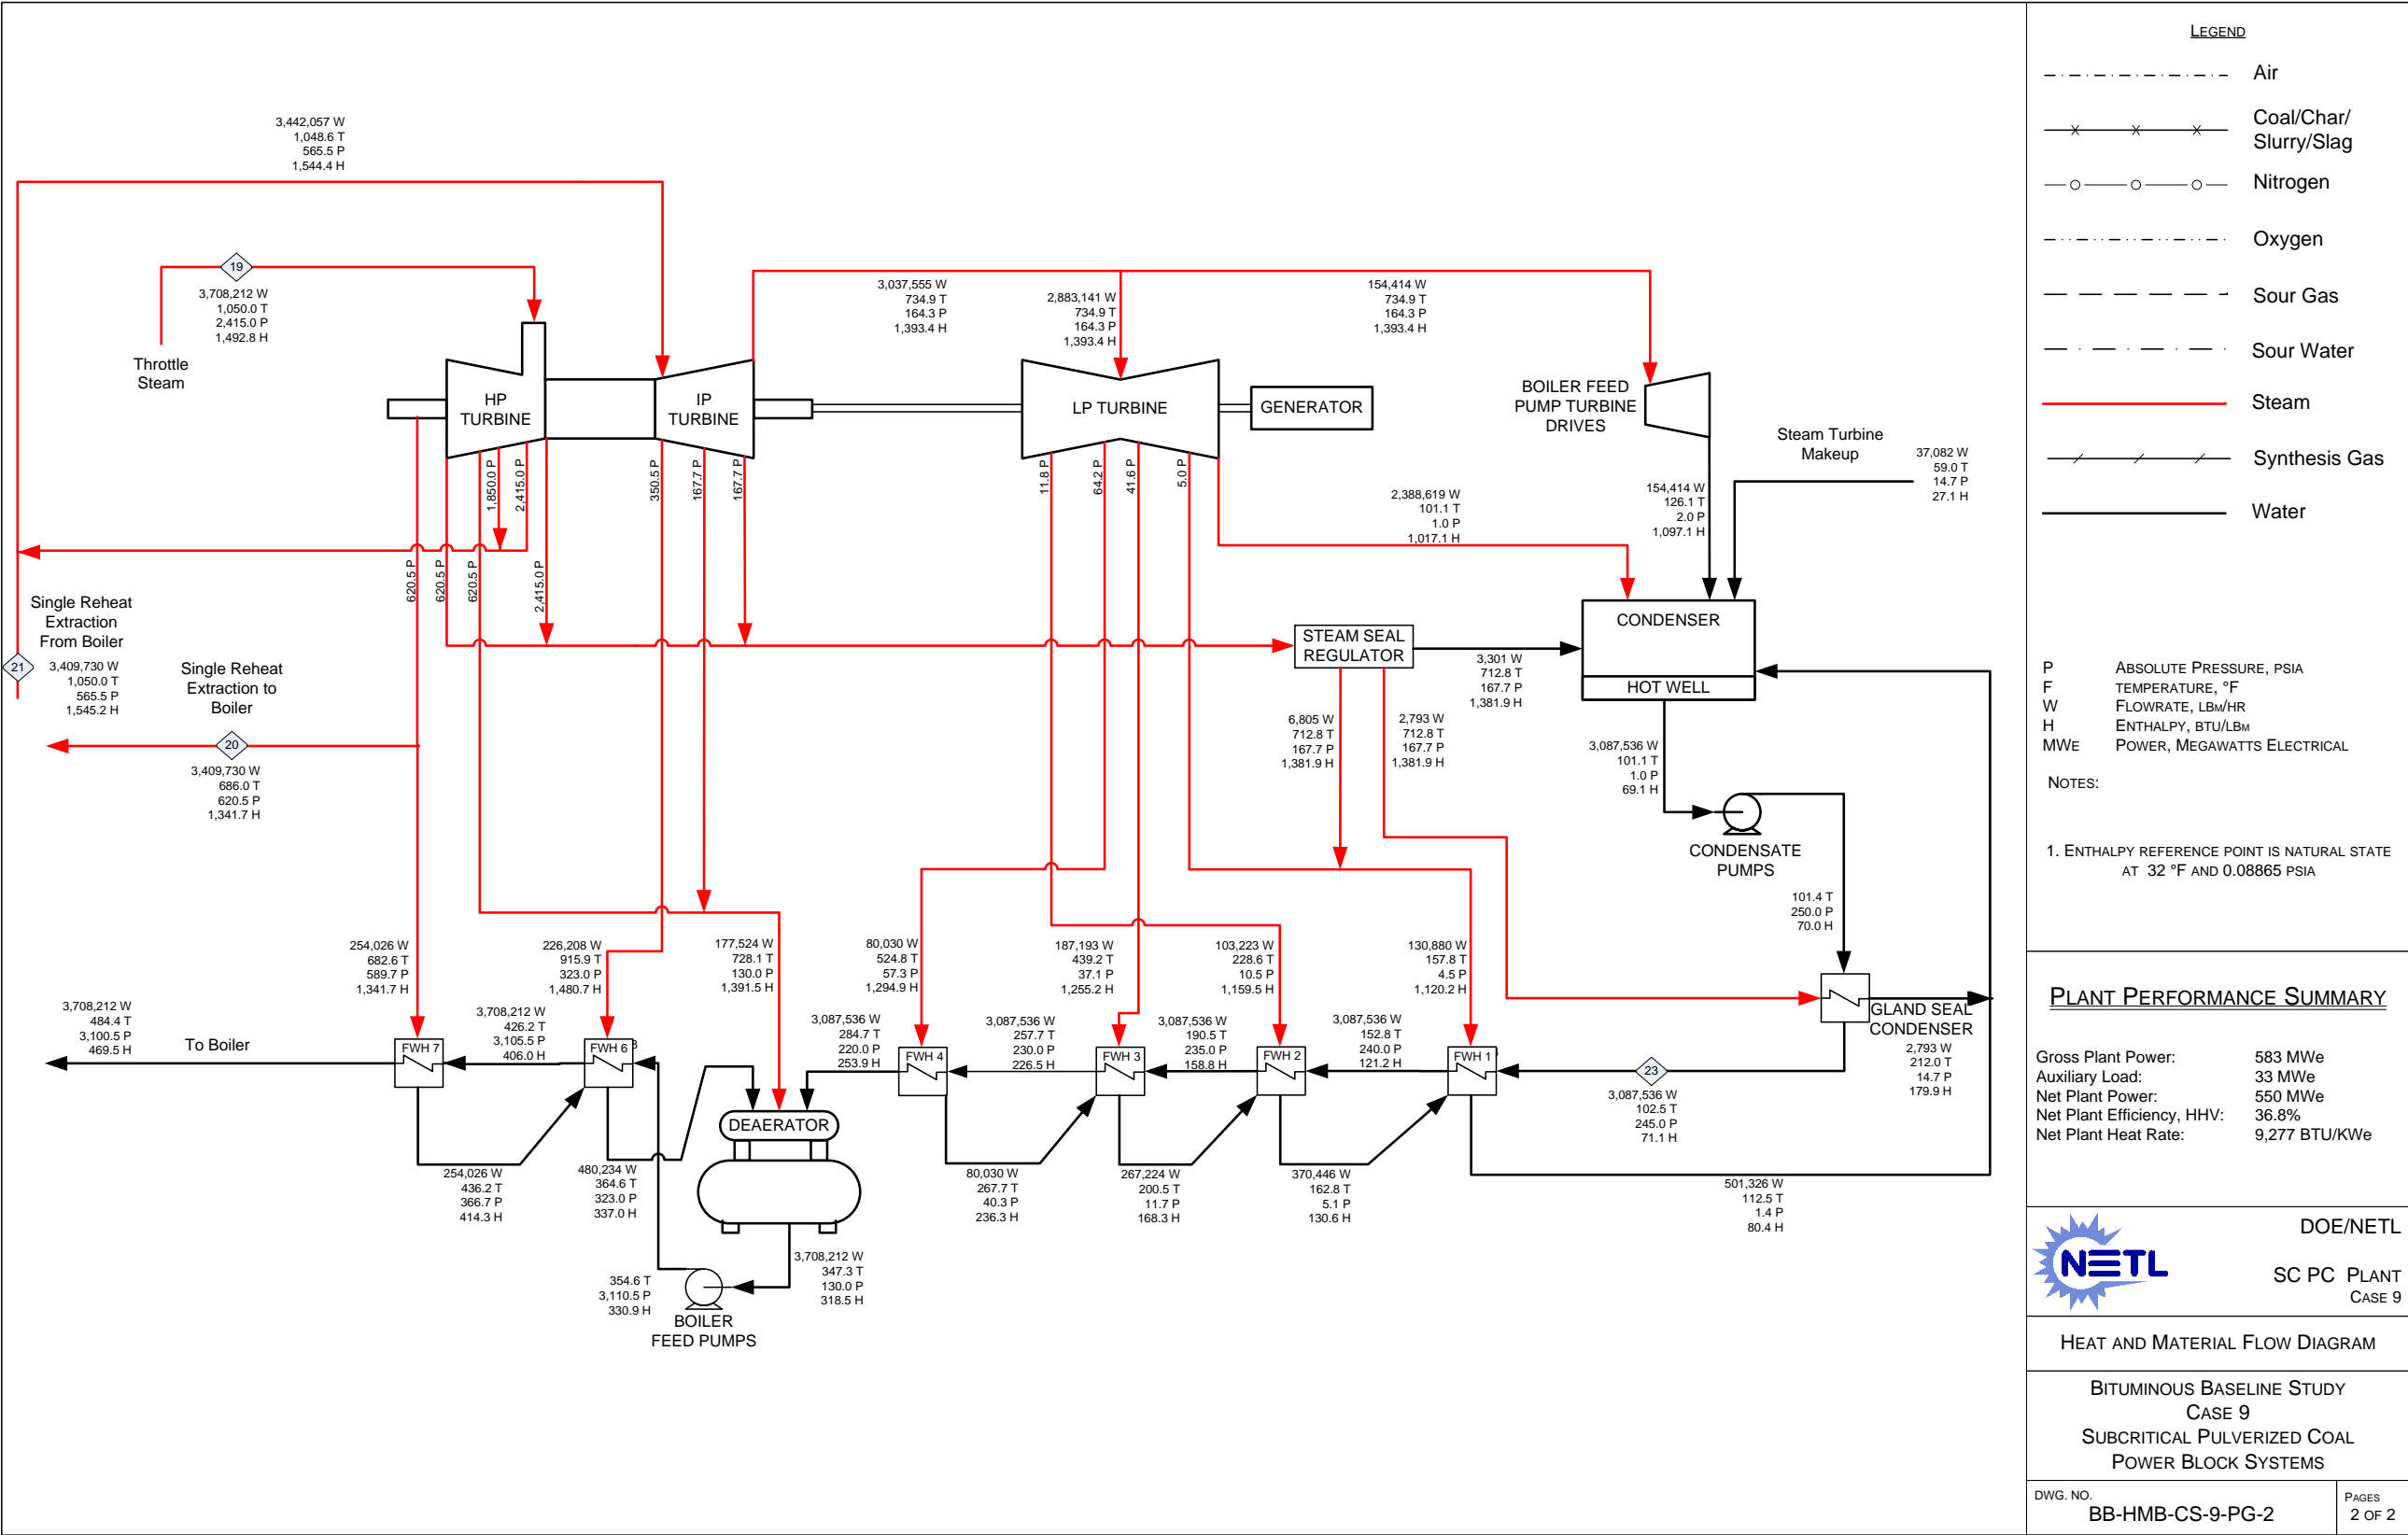 3,442,057 W
1,048.6 T
565.5 P
1,544.4 H
19
3,708,212 W
1,050.0 T
2,415.0 P
1,492.8 H
Throttle
Steam
3,037,555 W
734.9 T
164.3 P
1,393.4 H
2,883,141 W
734.9 T
164.3 P
1,393.4 H
154,414 W
734.9 T
164.3 P
1,393.4 H
HP
TURBINE
IP
TURBINE
LP TURBINE
GENERATOR
BOILER FEED
PUMP TURBINE
DRIVES
Steam Turbine
Makeup
37,082 W
59.0 T
14.7 P
27.1 H
154,414 W
126.1 T
2.0 P
1,097.1 H
1,850.0 P
2,415.0 P
350.5 P
167.7 P
167.7 P
11.8 P
64.2 P
41.6 P
5.0 P
2,388,619 W
101.1 T
1.0 P
1,017.1 H
620.5 P
620.5 P
620.5 P
2,415.0 P
Single Reheat
Extraction
From Boiler
21
3,409,730 W
1,050.0 T
565.5 P
1,545.2 H
Single Reheat
Extraction to
Boiler
20
3,409,730 W
686.0 T
620.5 P
1,341.7 H
STEAM SEAL
REGULATOR
3,301 W
712.8 T
167.7 P
1,381.9 H
CONDENSER
HOT WELL
6,805 W
712.8 T
167.7 P
1,381.9 H
2,793 W
712.8 T
167.7 P
1,381.9 H
3,087,536 W
101.1 T
1.0 P
69.1 H
CONDENSATE
PUMPS
101.4 T
250.0 P
70.0 H
254,026 W
682.6 T
589.7 P
1,341.7 H
226,208 W
915.9 T
323.0 P
1,480.7 H
177,524 W
728.1 T
130.0 P
1,391.5 H
80,030 W
524.8 T
57.3 P
1,294.9 H
187,193 W
439.2 T
37.1 P
1,255.2 H
103,223 W
228.6 T
10.5 P
1,159.5 H
130,880 W
157.8 T
4.5 P
1,120.2 H
GLAND SEAL
CONDENSER
2,793 W
212.0 T
14.7 P
179.9 H
3,708,212 W
484.4 T
3,100.5 P
469.5 H
To Boiler
FWH 7
3,708,212 W
426.2 T
3,105.5 P
406.0 H
FWH 6
3,087,536 W
284.7 T
220.0 P
253.9 H
FWH 4
3,087,536 W
257.7 T
230.0 P
226.5 H
FWH 3
3,087,536 W
190.5 T
235.0 P
158.8 H
FWH 2
3,087,536 W
152.8 T
240.0 P
121.2 H
FWH 1
23
3,087,536 W
102.5 T
245.0 P
71.1 H
DEAERATOR
254,026 W
436.2 T
366.7 P
414.3 H
480,234 W
364.6 T
323.0 P
337.0 H
80,030 W
267.7 T
40.3 P
236.3 H
267,224 W
200.5 T
11.7 P
168.3 H
370,446 W
162.8 T
5.1 P
130.6 H
501,326 W
112.5 T
1.4 P
80.4 H
354.6 T
3,110.5 P
330.9 H
BOILER
FEED PUMPS
3,708,212 W
347.3 T
130.0 P
318.5 H
LEGEND
Air
Coal/Char/
Slurry/Slag
Nitrogen
Oxygen
Sour Gas
Sour Water
Steam
Synthesis Gas
Water
P ABSOLUTE PRESSURE, PSIA
F TEMPERATURE, °F
W FLOWRATE, LBM/HR
H ENTHALPY, BTU/LBM
MWE POWER, MEGAWATTS ELECTRICAL
NOTES:
1. ENTHALPY REFERENCE POINT IS NATURAL STATE
AT 32 °F AND 0.08865 PSIA
PLANT PERFORMANCE SUMMARY
Gross Plant Power: 583 MWe
Auxiliary Load: 33 MWe
Net Plant Power: 550 MWe
Net Plant Efficiency, HHV: 36.8%
Net Plant Heat Rate: 9,277 BTU/KWe
NETL
DOE/NETL
SC PC PLANT
CASE 9
HEAT AND MATERIAL FLOW DIAGRAM
BITUMINOUS BASELINE STUDY
CASE 9
SUBCRITICAL PULVERIZED COAL
POWER BLOCK SYSTEMS
DWG. NO.
BB-HMB-CS-9-PG-2
PAGES
2 OF 2